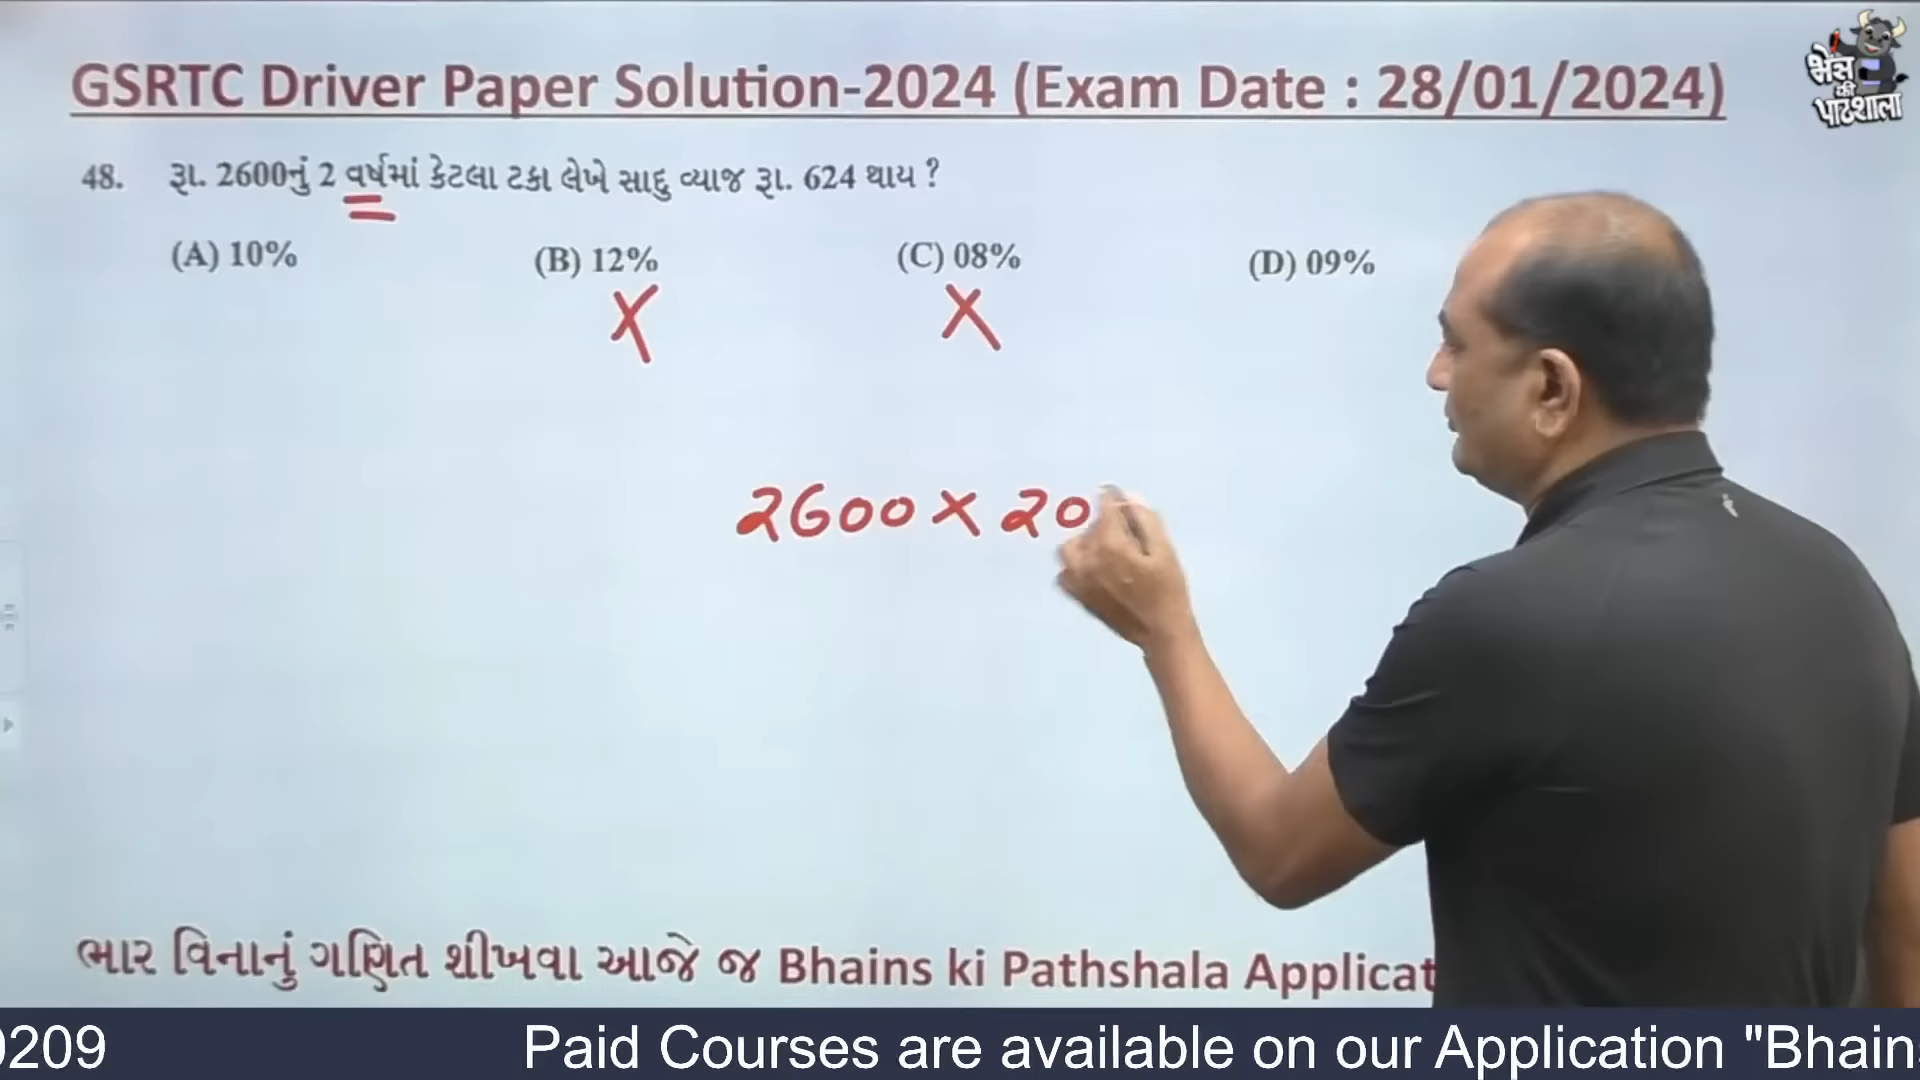 GSRTC Driver Paper Solution-2024 (Exam Date : 28/01/2024)
भैंस
की
पाठशाला
48. રૂા. 2600નું 2 વર્ષમાં કેટલા ટકા લેખે સાદુ વ્યાજ રૂા. 624 થાય ?
(A) 10% (B) 12% (C) 08% (D) 09%
X X
2600 × 20
ભાર વિનાનું ગણિત શીખવા આજે જ Bhains ki Pathshala Applicat
0209 Paid Courses are available on our Application "Bhains